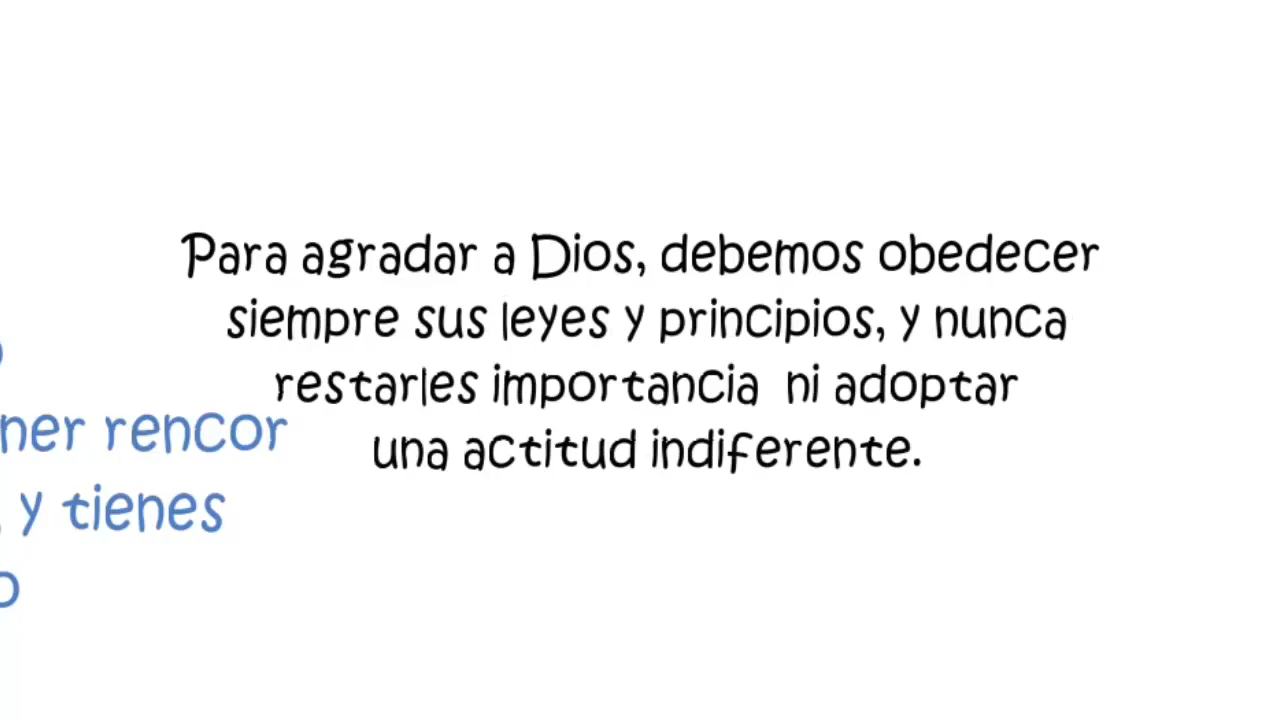 Para agradar a Dios, debemos obedecer
siempre sus leyes y principios, y nunca
restarles importancia ni adoptar
una actitud indiferente.
rencor
y tienes